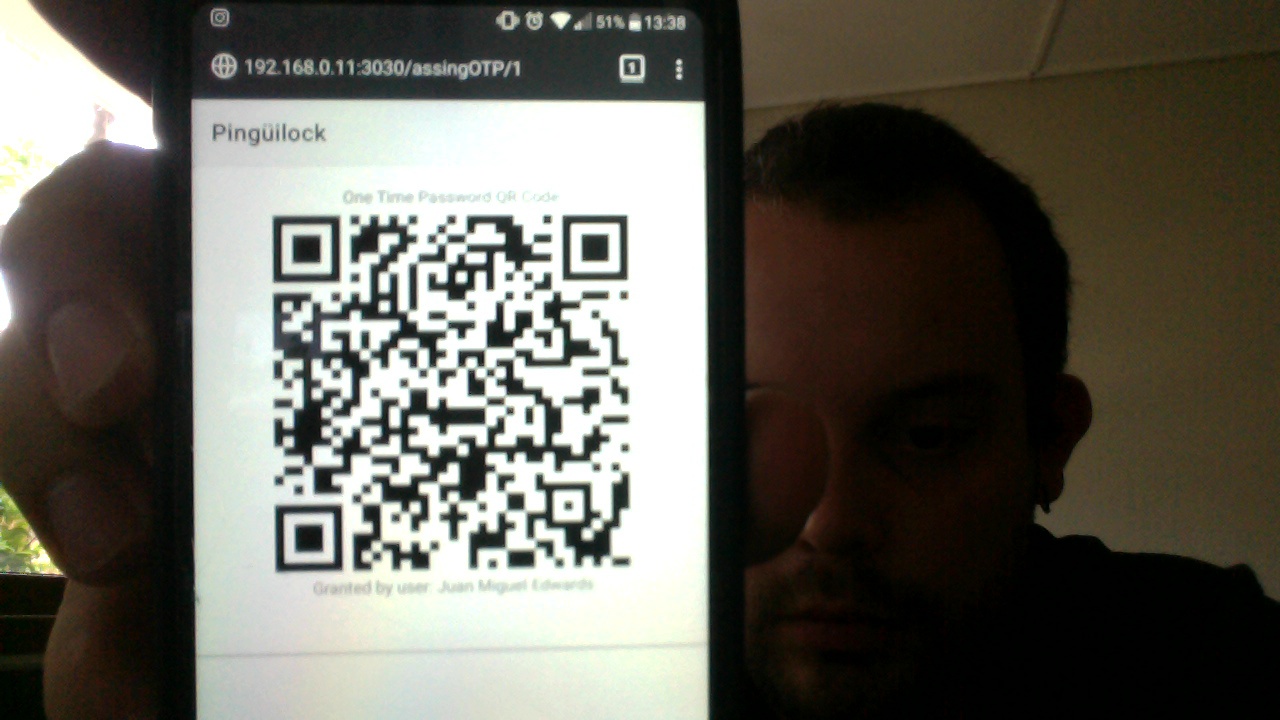 51% 13:38
192.168.0.11:3030/assingOTP/1
1
Pingüilock
One Time Password QR Code
Granted by user: Juan Miguel Edwards